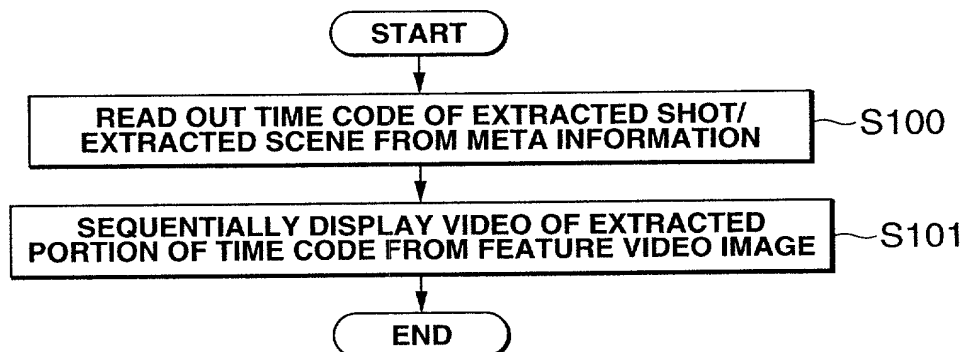 START
READ OUT TIME CODE OF EXTRACTED SHOT/
EXTRACTED SCENE FROM META INFORMATION
S100
SEQUENTIALLY DISPLAY VIDEO OF EXTRACTED
PORTION OF TIME CODE FROM FEATURE VIDEO IMAGE
S101
END